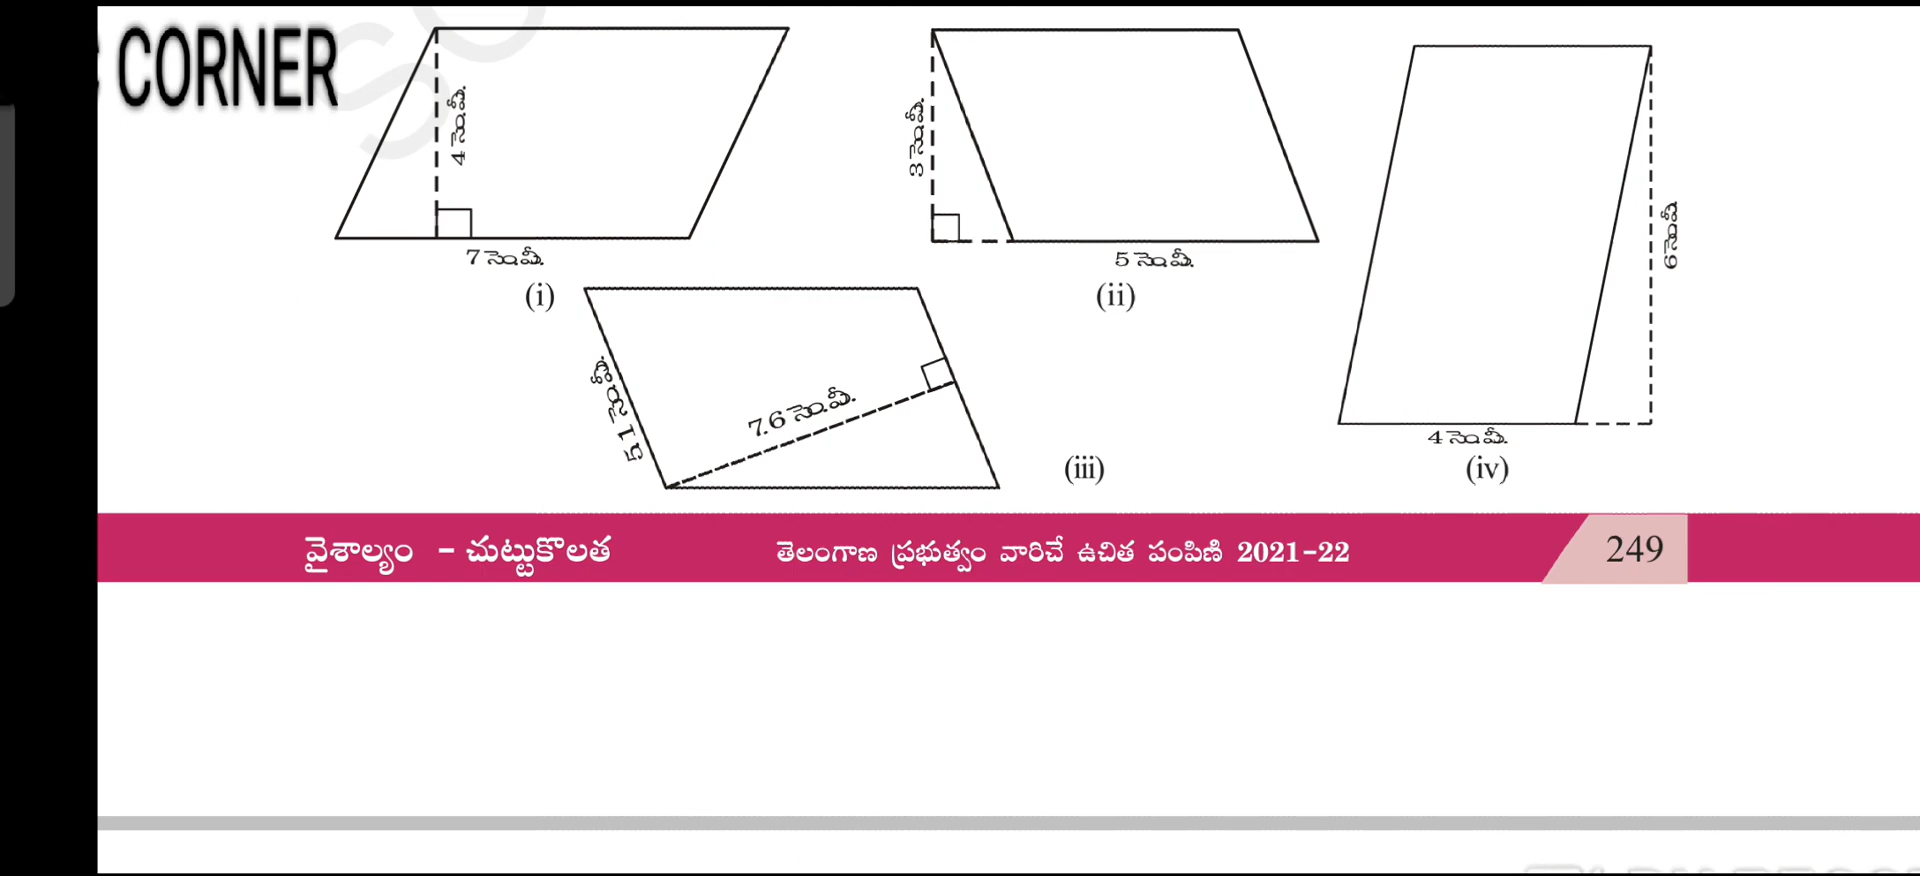 CORNER
4 సెం.మీ.
7 సెం.మీ.
(i)
3 సెం.మీ.
5 సెం.మీ.
(ii)
5.1 సెం.మీ.
7.6 సెం.మీ.
(iii)
6 సెం.మీ.
4 సెం.మీ.
(iv)
వైశాల్యం - చుట్టుకొలత
తెలంగాణ ప్రభుత్వం వారిచే ఉచిత పంపిణి 2021-22
249